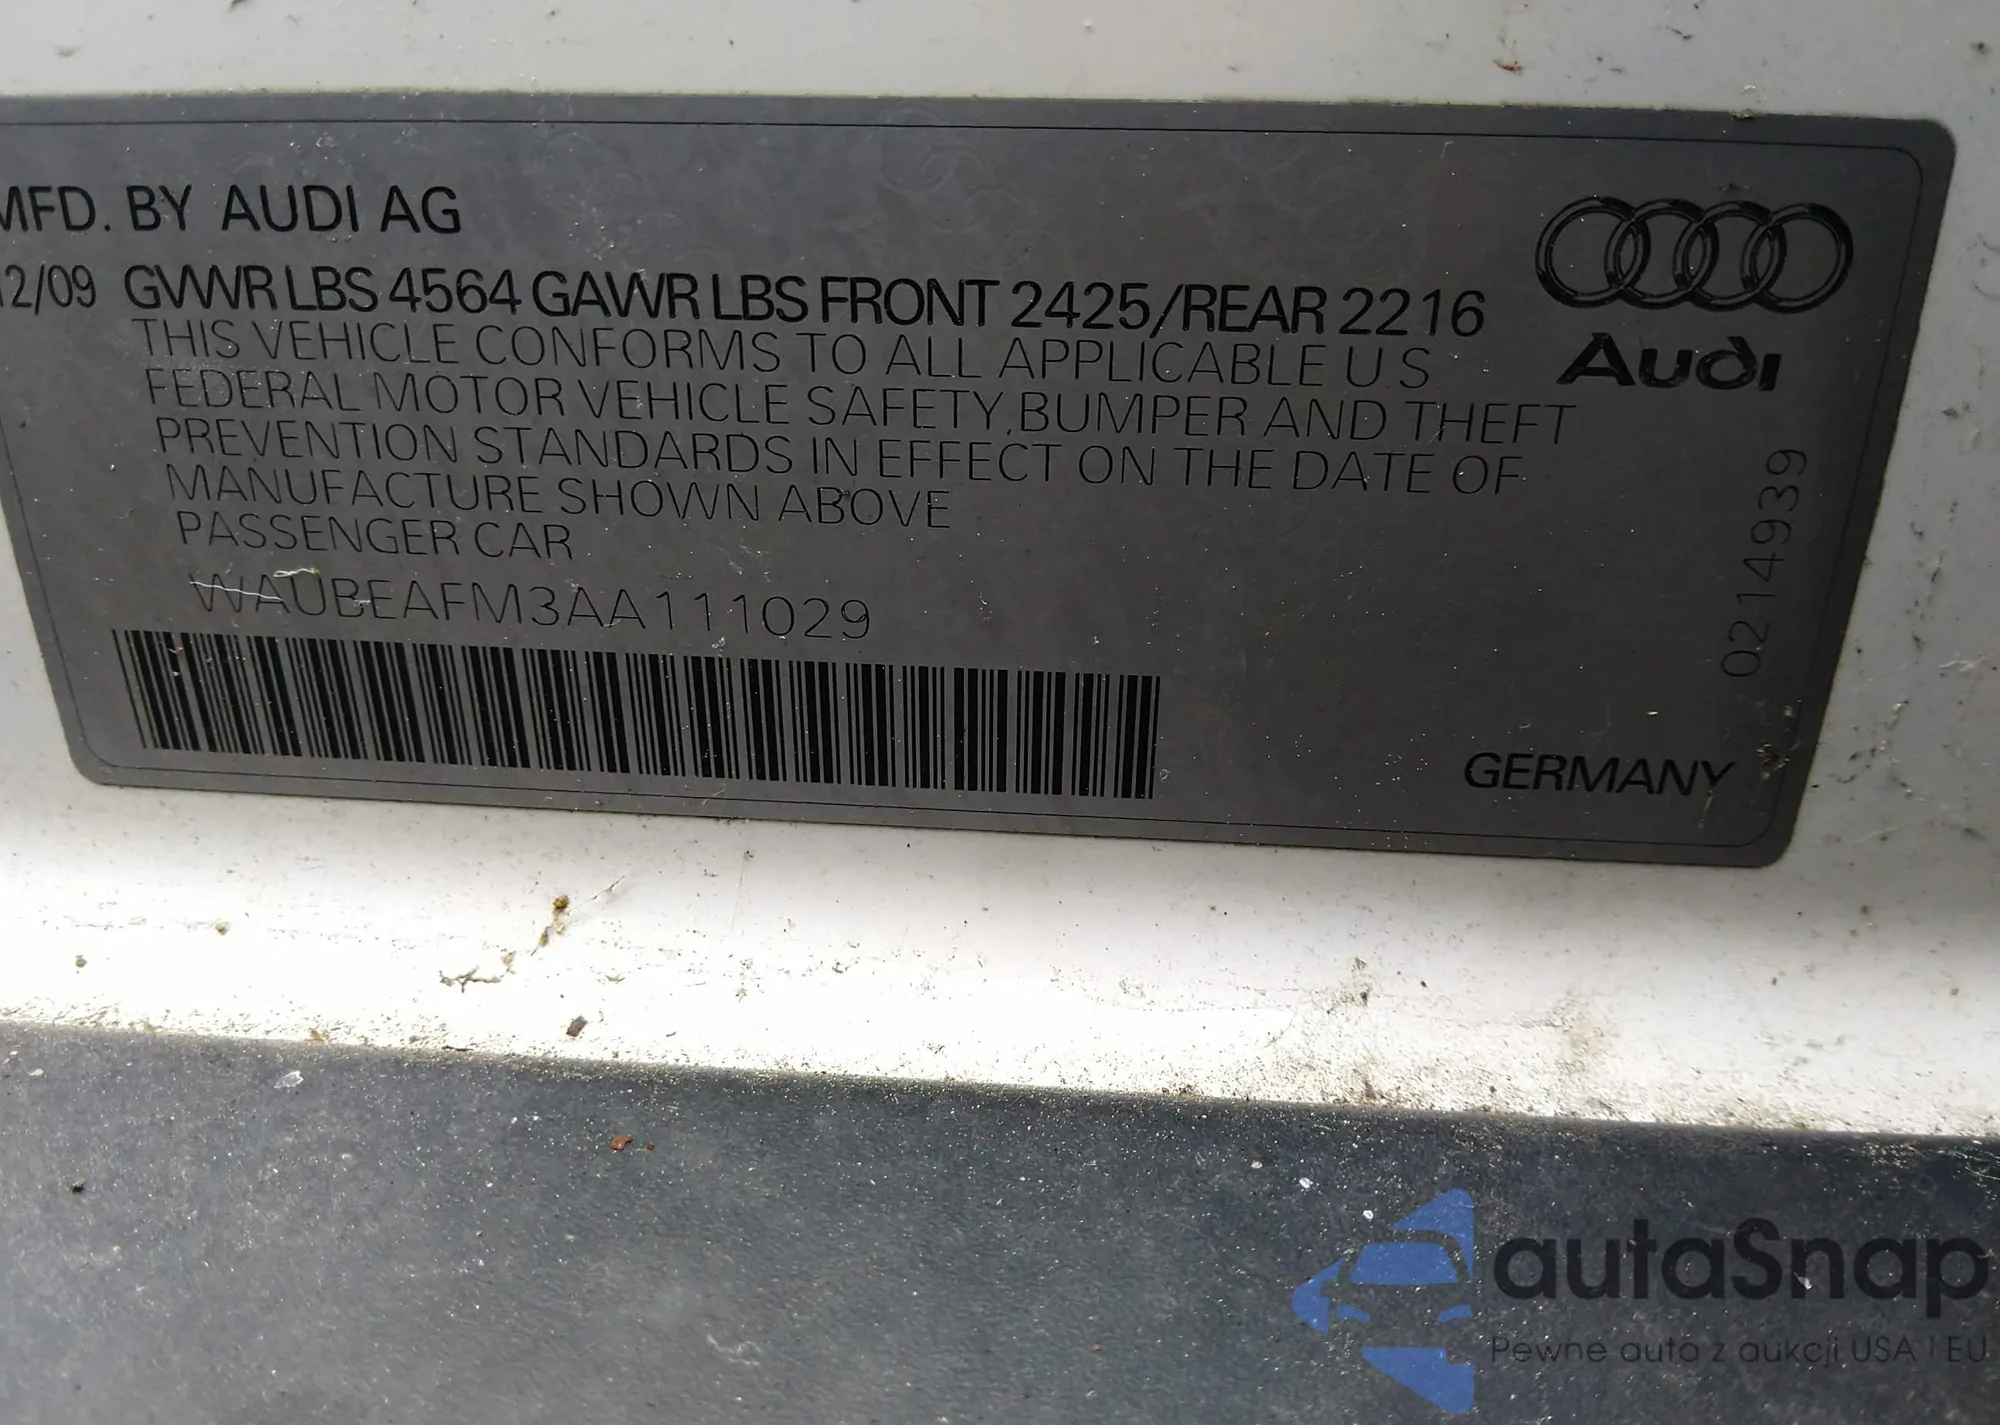 MFD. BY AUDI AG
12/09 GVWR LBS 4564 GAWR LBS FRONT 2425/REAR 2216
THIS VEHICLE CONFORMS TO ALL APPLICABLE U S
FEDERAL MOTOR VEHICLE SAFETY, BUMPER AND THEFT
PREVENTION STANDARDS IN EFFECT ON THE DATE OF
MANUFACTURE SHOWN ABOVE
PASSENGER CAR
WAUBEAFM3AA111029
Audi
0214939
GERMANY
autaSnap
Pewne auta z aukcji USA i EU